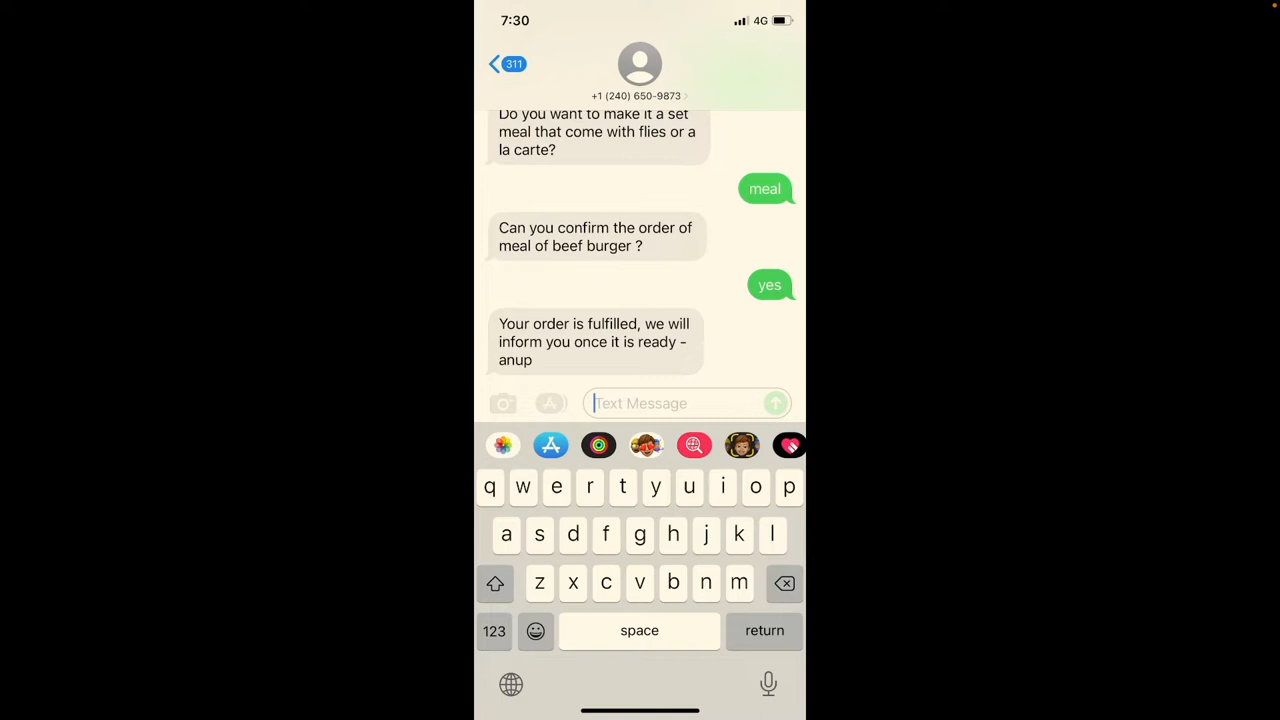 7:30
4G
311
+1 (240) 650-9873
Do you want to make it a set
meal that come with flies or a
la carte?
meal
Can you confirm the order of
meal of beef burger ?
yes
Your order is fulfilled, we will
inform you once it is ready -
anup
Text Message
q w e r t y u i o p
a s d f g h j k l
z x c v b n m
123
space
return